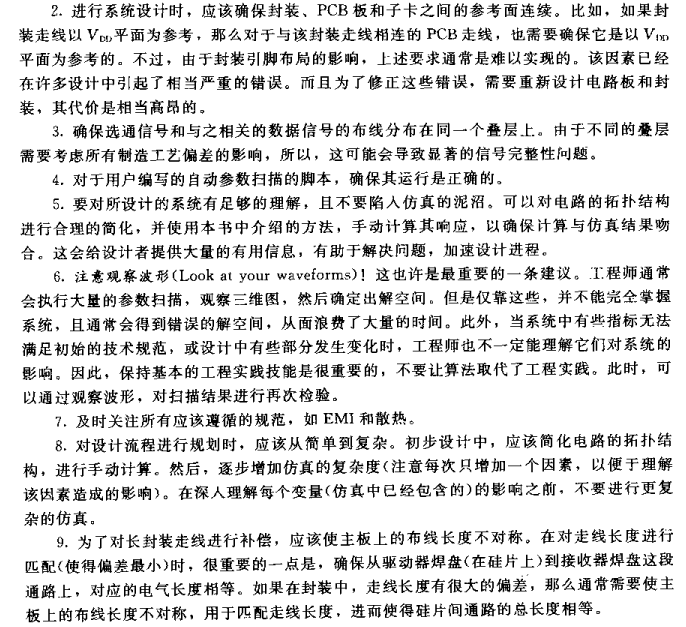 2. 进行系统设计时，应该确保封装、PCB 板和子卡之间的参考面连续。比如，如果封
装走线以 VDD平面为参考，那么对于与该封装走线相连的 PCB 走线，也需要确保它是以 VDD
平面为参考的。不过，由于封装引脚布局的影响，上述要求通常是难以实现的。该因素已经
在许多设计中引起了相当严重的错误。而且为了修正这些错误，需要重新设计电路板和封
装，其代价是相当高昂的。
3. 确保选通信号和与之相关的数据信号的布线分布在同一个叠层上。由于不同的叠层
需要考虑所有制造工艺偏差的影响，所以，这可能会导致显著的信号完整性问题。
4. 对于用户编写的自动参数扫描的脚本，确保其运行是正确的。
5. 要对所设计的系统有足够的理解，且不要陷入仿真的泥沼。可以对电路的拓扑结构
进行合理的简化，并使用本书中介绍的方法，手动计算其响应，以确保计算与仿真结果吻
合。这会给设计者提供大量的有用信息，有助于解决问题，加速设计进程。
6. 注意观察波形(Look at your waveforms)！这也许是最重要的一条建议。工程师通常
会执行大量的参数扫描，观察三维图，然后确定出解空间。但是仅靠这些，并不能完全掌握
系统，且通常会得到错误的解空间，从而浪费了大量的时间。此外，当系统中有些指标无法
满足初始的技术规范，或设计中有些部分发生变化时，工程师也不一定能理解它们对系统的
影响。因此，保持基本的工程实践技能是很重要的，不要让算法取代了工程实践。此时，可
以通过观察波形，对扫描结果进行再次检验。
7. 及时关注所有应该遵循的规范，如 EMI 和散热。
8. 对设计流程进行规划时，应该从简单到复杂。初步设计中，应该简化电路的拓扑结
构，进行手动计算。然后，逐步增加仿真的复杂度(注意每次只增加一个因素，以便于理解
该因素造成的影响)。在深入理解每个变量(仿真中已经包含的)的影响之前，不要进行更复
杂的仿真。
9. 为了对长封装走线进行补偿，应该使主板上的布线长度不对称。在对走线长度进行
匹配(使得偏差最小)时，很重要的一点是，确保从驱动器焊盘(在硅片上)到接收器焊盘这段
通路上，对应的电气长度相等。如果在封装中，走线长度有很大的偏差，那么通常需要使主
板上的布线长度不对称，用于匹配走线长度，进而使得硅片间通路的总长度相等。